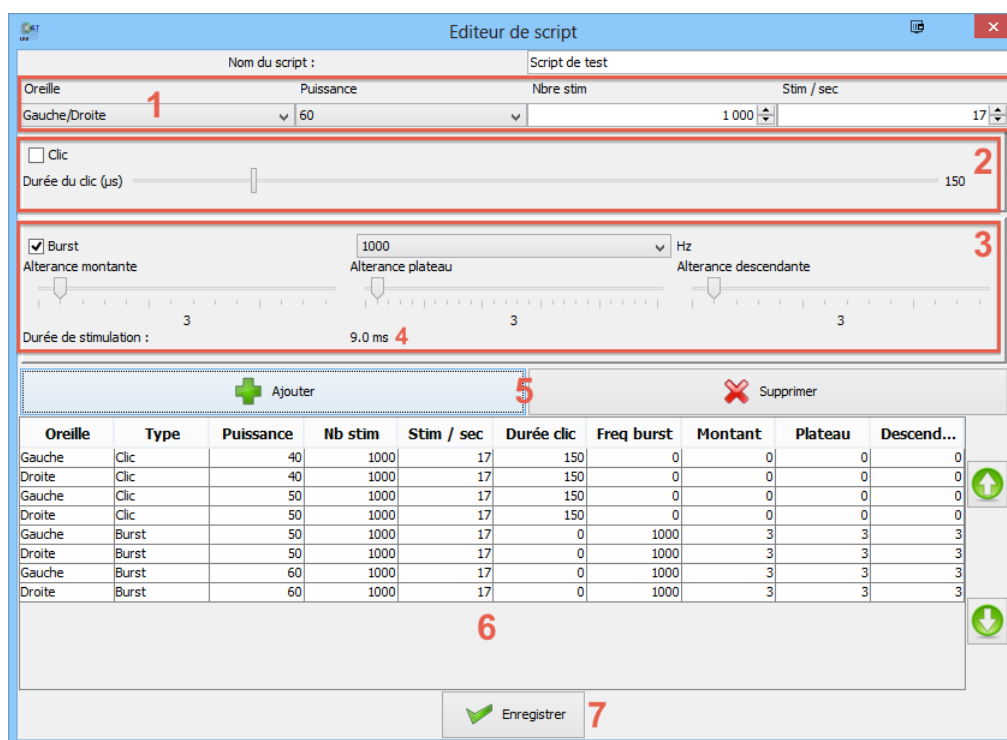 Editeur de script
Nom du script : Script de test
Oreille Puissance Nbre stim Stim / sec
1
Gauche/Droite 60 1 000 17
Clic 2
Durée du clic (µs) 150
Burst 1000 Hz 3
Alterance montante Alterance plateau Alterance descendante
3 3 3
Durée de stimulation : 9.0 ms 4
Ajouter 5 Supprimer
Oreille Type Puissance Nb stim Stim / sec Durée clic Freq burst Montant Plateau Descend...
Gauche Clic 40 1000 17 150 0 0 0 0
Droite Clic 40 1000 17 150 0 0 0 0
Gauche Clic 50 1000 17 150 0 0 0 0
Droite Clic 50 1000 17 150 0 0 0 0
Gauche Burst 50 1000 17 0 1000 3 3 3
Droite Burst 50 1000 17 0 1000 3 3 3
Gauche Burst 60 1000 17 0 1000 3 3 3
Droite Burst 60 1000 17 0 1000 3 3 3
6
Enregistrer 7